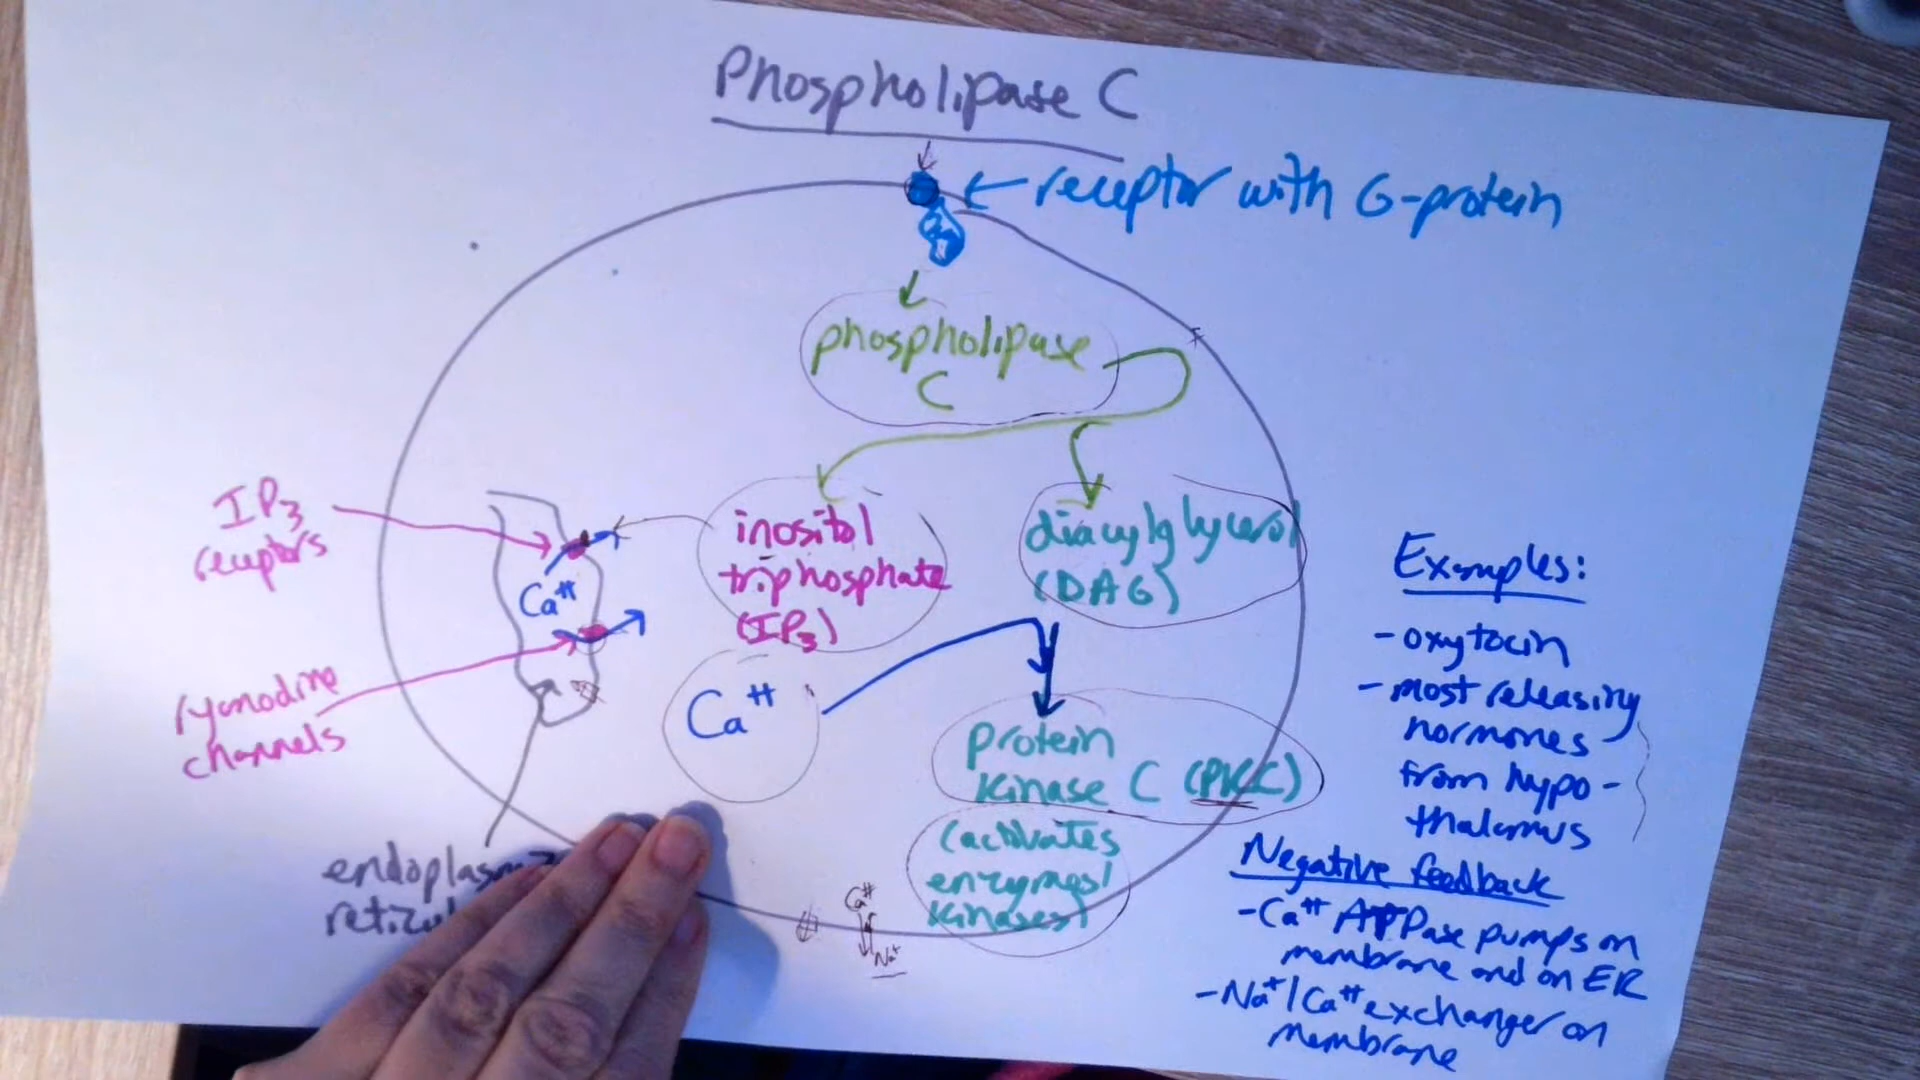 Phospholipase C
← receptor with G-protein
phospholipase
C
IP3
receptors
inositol
triphosphate
(IP3)
diacylglycerol
(DAG)
Ca++
ryanodine
channels
Ca++
protein
kinase C (PKC)
(activates
enzymes/
kinases)
endoplasm
reticul
Ca++
Na+
Examples:
- oxytocin
- most releasing
hormones
from hypo-
thalamus
Negative feedback
- Ca++ ATPase pumps on
membrane and on ER
- Na+/Ca++ exchanger on
membrane